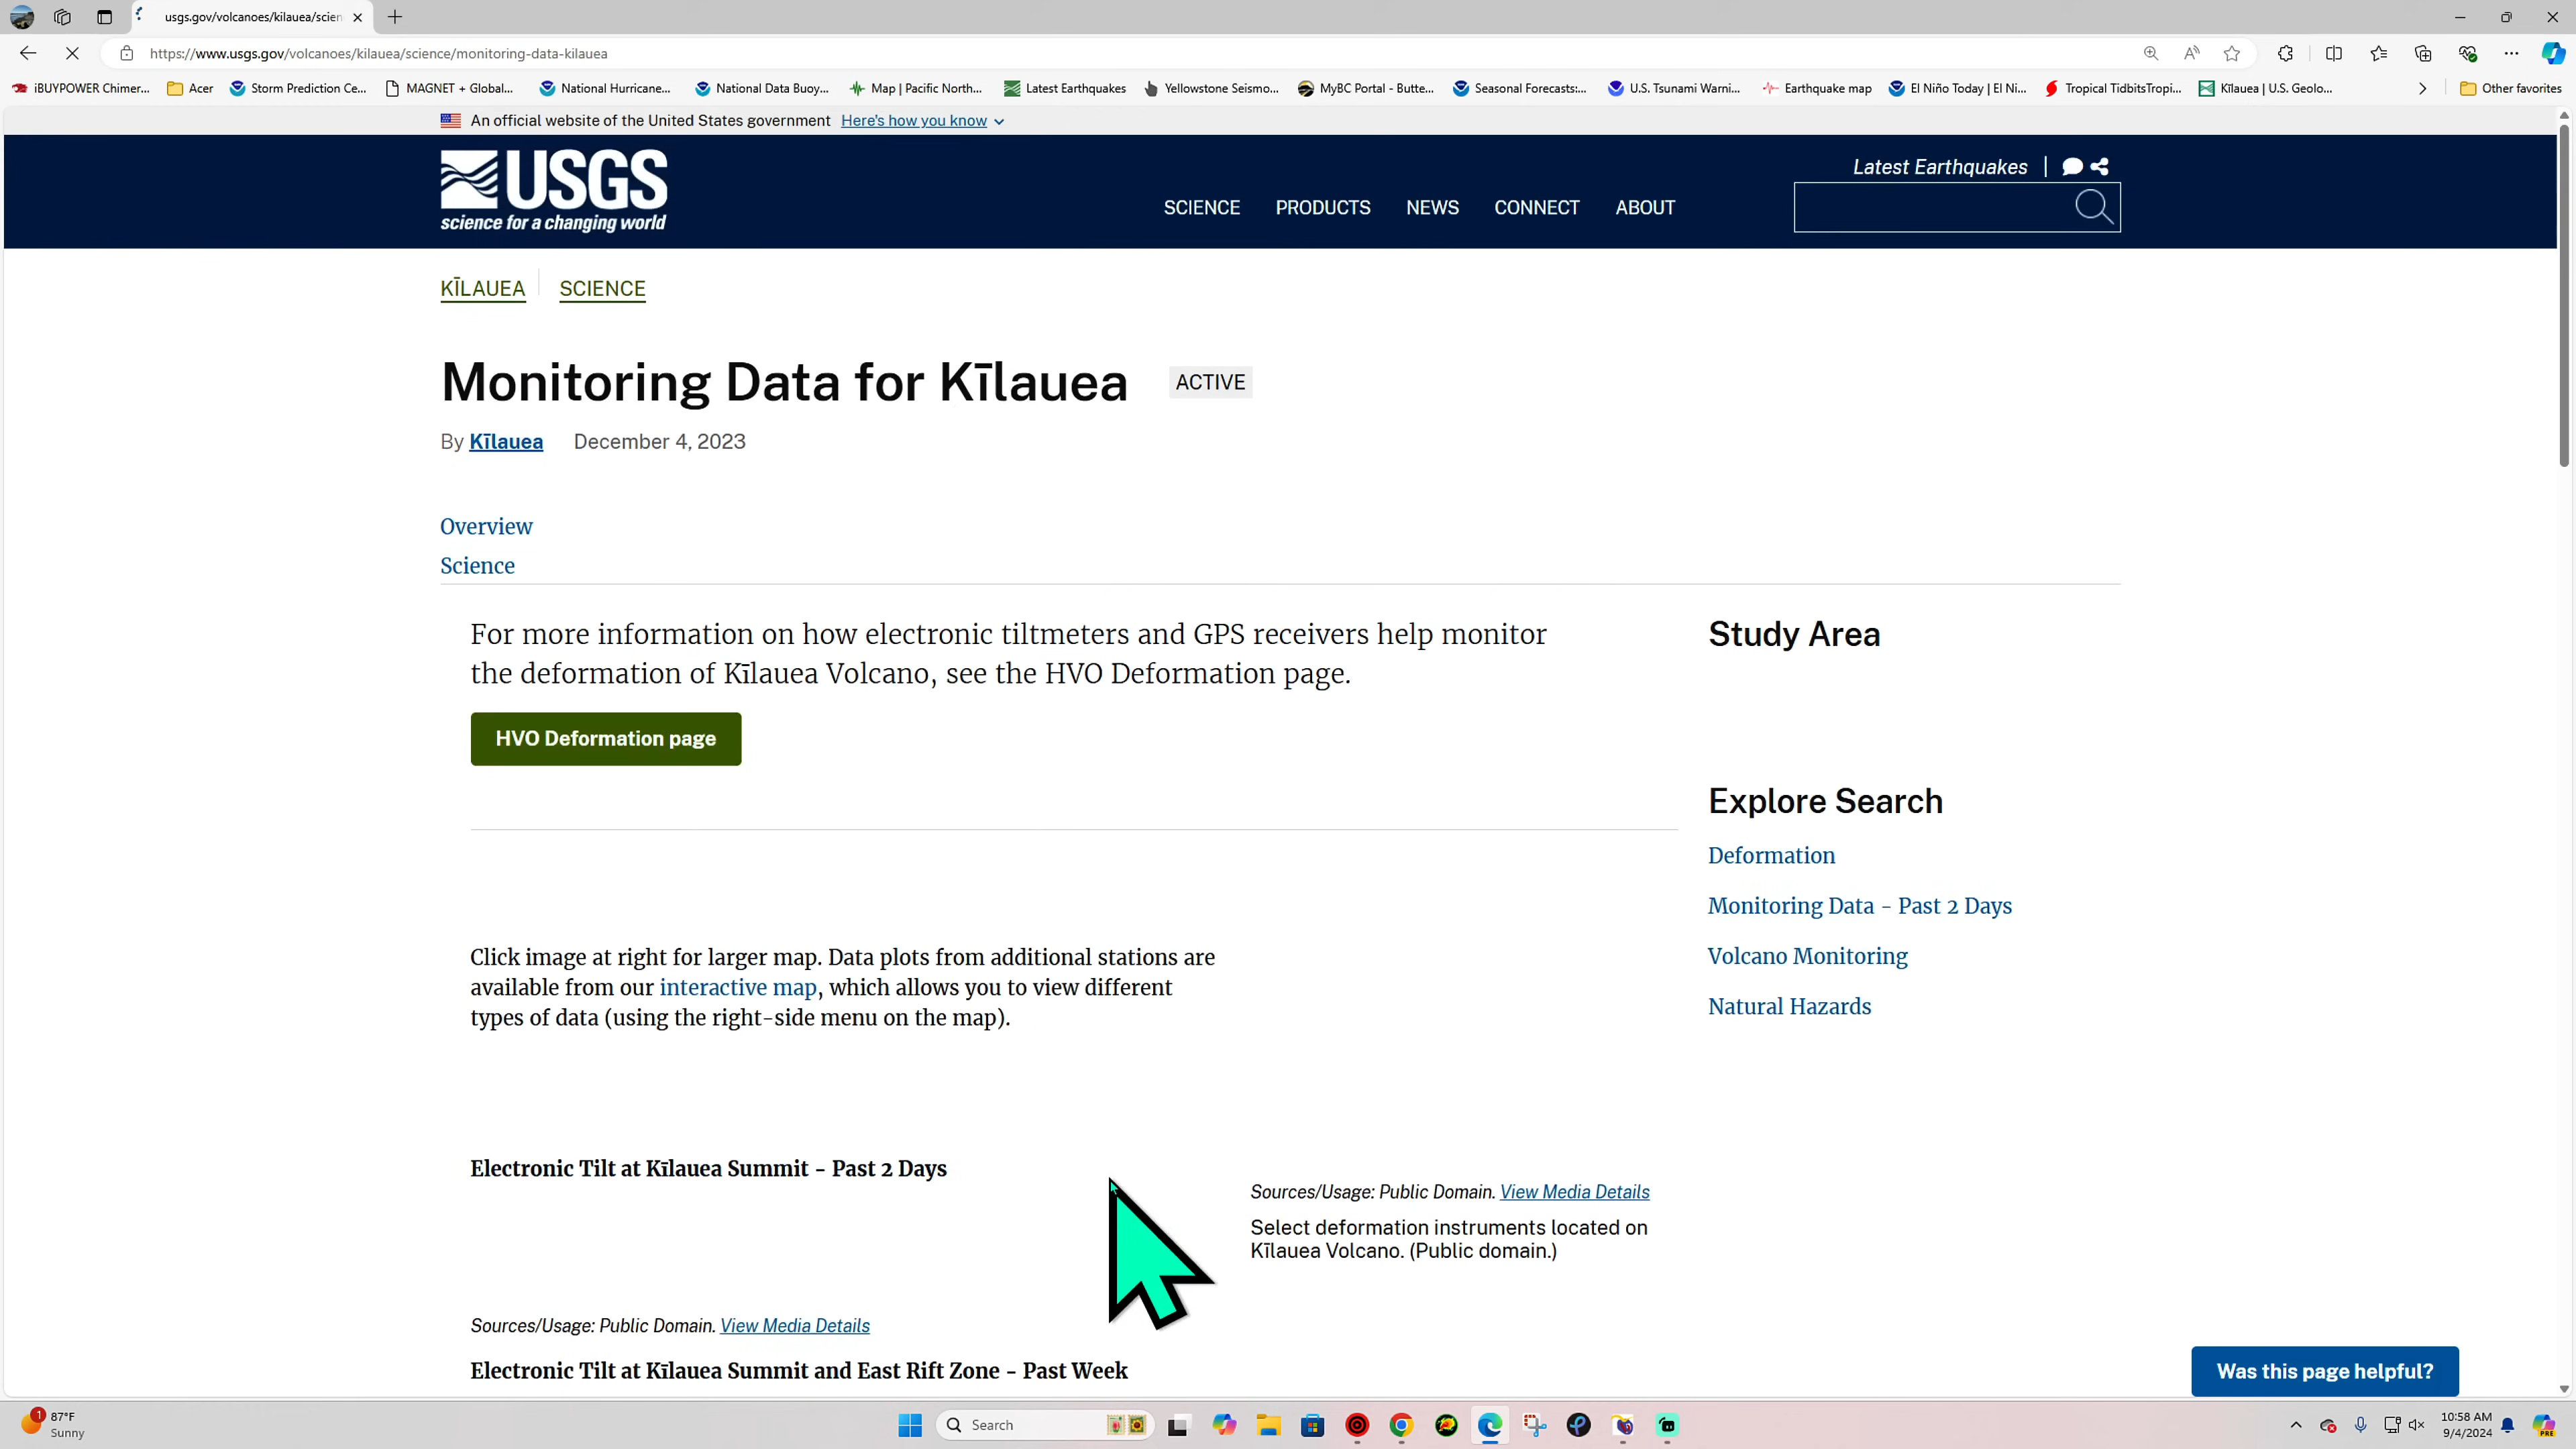 usgs.gov/volcanoes/kilauea/scien
https://www.usgs.gov/volcanoes/kilauea/science/monitoring-data-kilauea
iBUYPOWER Chimer...
Acer
Storm Prediction Ce...
MAGNET + Global...
National Hurricane...
National Data Buoy...
Map | Pacific North...
Latest Earthquakes
Yellowstone Seismo...
MyBC Portal - Butte...
Seasonal Forecasts:...
U.S. Tsunami Warni...
Earthquake map
El Niño Today | El Ni...
Tropical TidbitsTropi...
Kīlauea | U.S. Geolo...
Other favorites
An official website of the United States government Here's how you know
USGS
science for a changing world
Latest Earthquakes
SCIENCE PRODUCTS NEWS CONNECT ABOUT
KĪLAUEA SCIENCE
Monitoring Data for Kīlauea ACTIVE
By Kīlauea December 4, 2023
Overview
Science
For more information on how electronic tiltmeters and GPS receivers help monitor
the deformation of Kīlauea Volcano, see the HVO Deformation page.
HVO Deformation page
Study Area
Explore Search
Deformation
Monitoring Data - Past 2 Days
Volcano Monitoring
Natural Hazards
Click image at right for larger map. Data plots from additional stations are
available from our interactive map, which allows you to view different
types of data (using the right-side menu on the map).
Electronic Tilt at Kīlauea Summit - Past 2 Days
Sources/Usage: Public Domain. View Media Details
Select deformation instruments located on
Kīlauea Volcano. (Public domain.)
Sources/Usage: Public Domain. View Media Details
Electronic Tilt at Kīlauea Summit and East Rift Zone - Past Week
Was this page helpful?
1
87°F
Sunny
Search
10:58 AM
9/4/2024
PRE